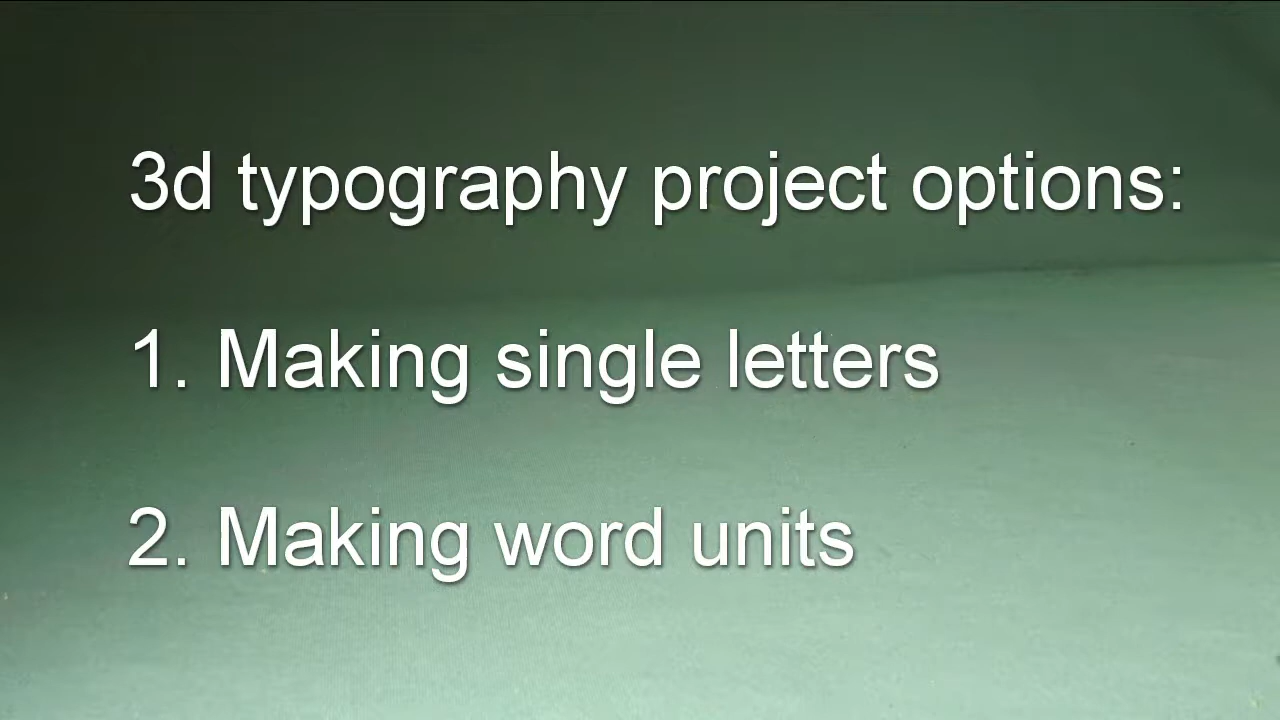 3d typography project options:
1. Making single letters
2. Making word units